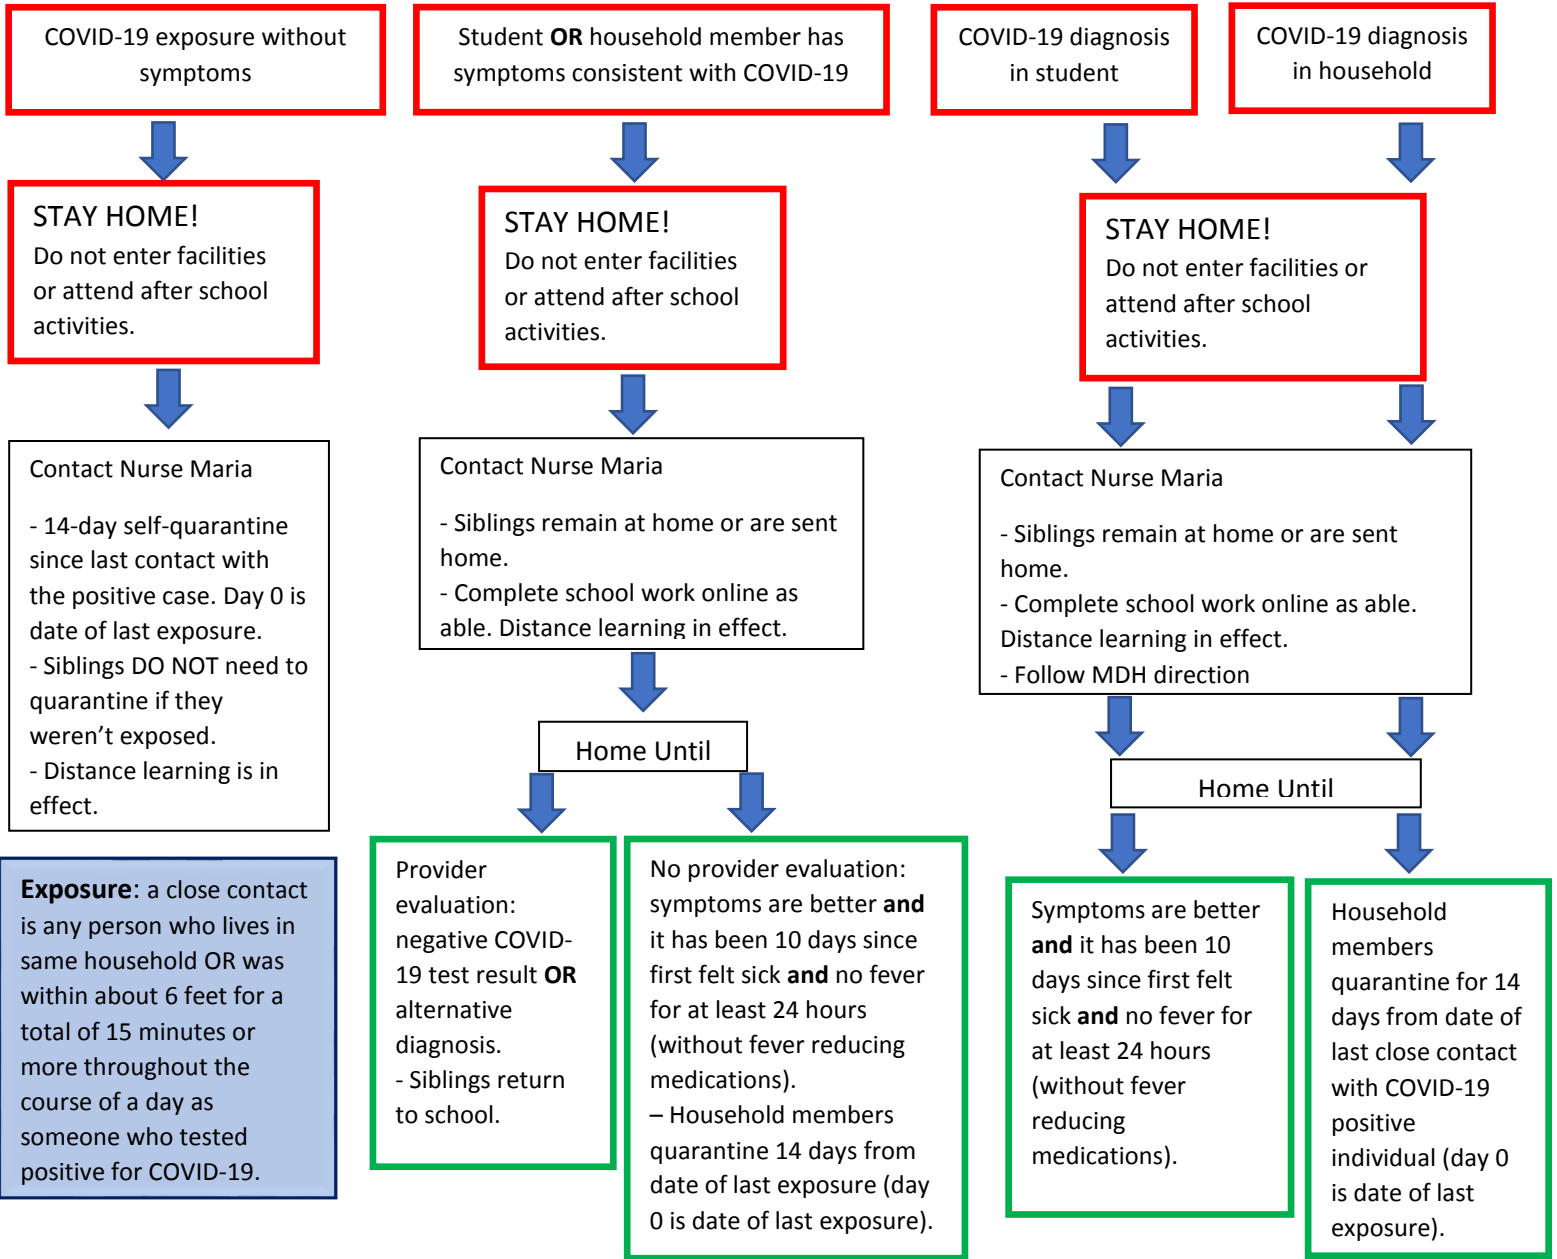 COVID-19 exposure without
symptoms
Student OR household member has
symptoms consistent with COVID-19
COVID-19 diagnosis
in student
COVID-19 diagnosis
in household
STAY HOME!
Do not enter facilities
or attend after school
activities.
STAY HOME!
Do not enter facilities
or attend after school
activities.
STAY HOME!
Do not enter facilities or
attend after school
activities.
Contact Nurse Maria
- 14-day self-quarantine
since last contact with
the positive case. Day 0 is
date of last exposure.
- Siblings DO NOT need to
quarantine if they
weren’t exposed.
- Distance learning is in
effect.
Contact Nurse Maria
- Siblings remain at home or are sent
home.
- Complete school work online as
able. Distance learning in effect.
Contact Nurse Maria
- Siblings remain at home or are sent
home.
- Complete school work online as able.
Distance learning in effect.
- Follow MDH direction
Home Until
Home Until
Exposure: a close contact
is any person who lives in
same household OR was
within about 6 feet for a
total of 15 minutes or
more throughout the
course of a day as
someone who tested
positive for COVID-19.
Provider
evaluation:
negative COVID-
19 test result OR
alternative
diagnosis.
- Siblings return
to school.
No provider evaluation:
symptoms are better and
it has been 10 days since
first felt sick and no fever
for at least 24 hours
(without fever reducing
medications).
– Household members
quarantine 14 days from
date of last exposure (day
0 is date of last exposure).
Symptoms are better
and it has been 10
days since first felt
sick and no fever for
at least 24 hours
(without fever
reducing
medications).
Household
members
quarantine for 14
days from date of
last close contact
with COVID-19
positive
individual (day 0
is date of last
exposure).